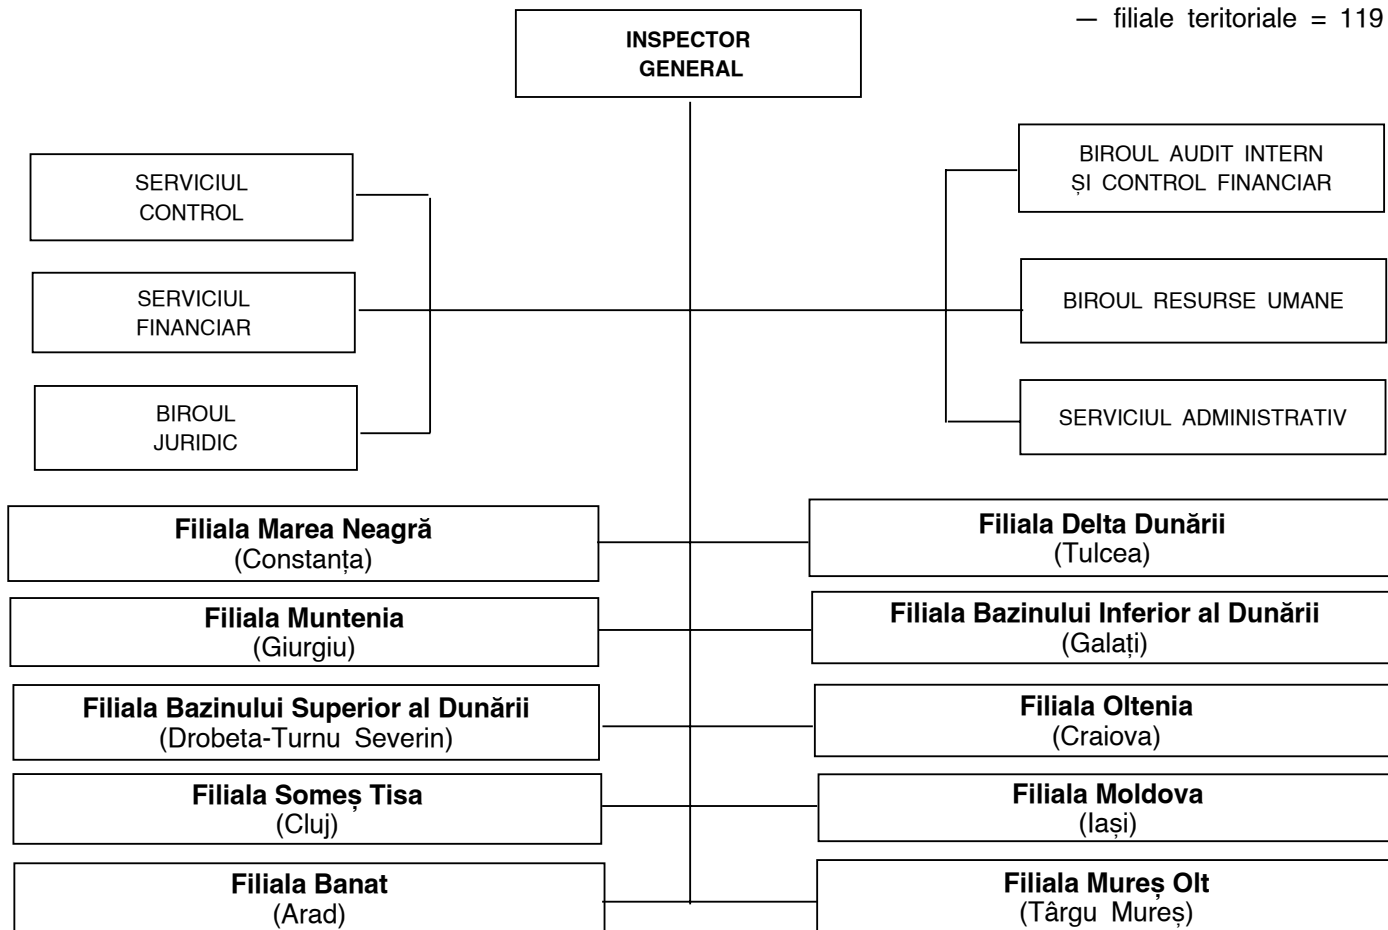 — filiale teritoriale = 119
INSPECTOR
GENERAL
SERVICIUL
CONTROL
BIROUL AUDIT INTERN
ȘI CONTROL FINANCIAR
SERVICIUL
FINANCIAR
BIROUL RESURSE UMANE
BIROUL
JURIDIC
SERVICIUL ADMINISTRATIV
Filiala Marea Neagră
(Constanța)
Filiala Delta Dunării
(Tulcea)
Filiala Muntenia
(Giurgiu)
Filiala Bazinului Inferior al Dunării
(Galați)
Filiala Bazinului Superior al Dunării
(Drobeta-Turnu Severin)
Filiala Oltenia
(Craiova)
Filiala Someș Tisa
(Cluj)
Filiala Moldova
(Iași)
Filiala Banat
(Arad)
Filiala Mureș Olt
(Târgu Mureș)